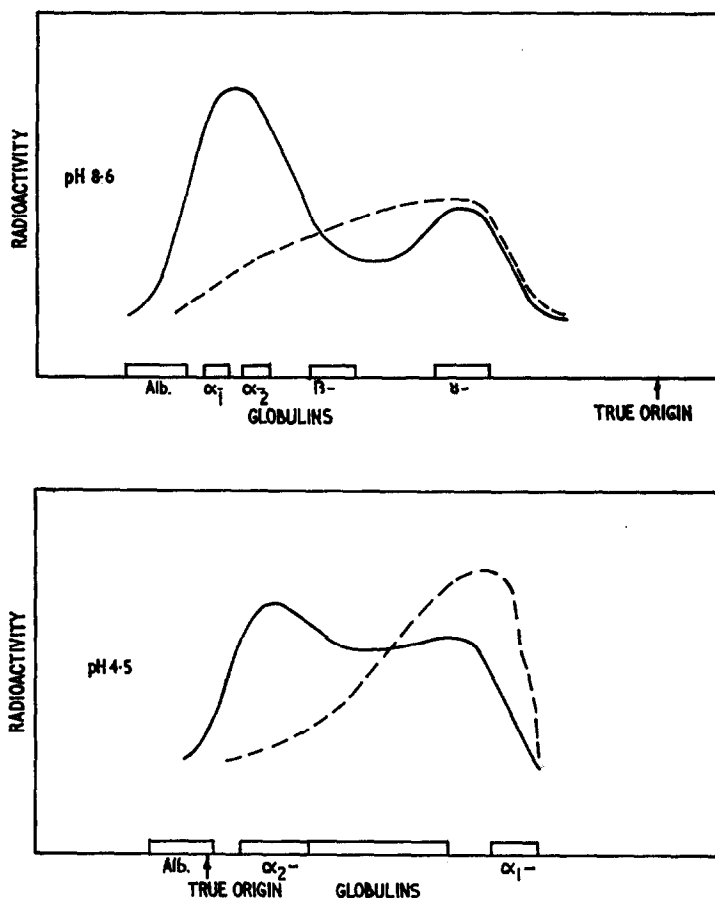 RADIOACTIVITY
pH 8·6
Alb. α1- α2- β- γ-
GLOBULINS
TRUE ORIGIN
RADIOACTIVITY
pH 4·5
Alb. α2- α1-
TRUE ORIGIN GLOBULINS